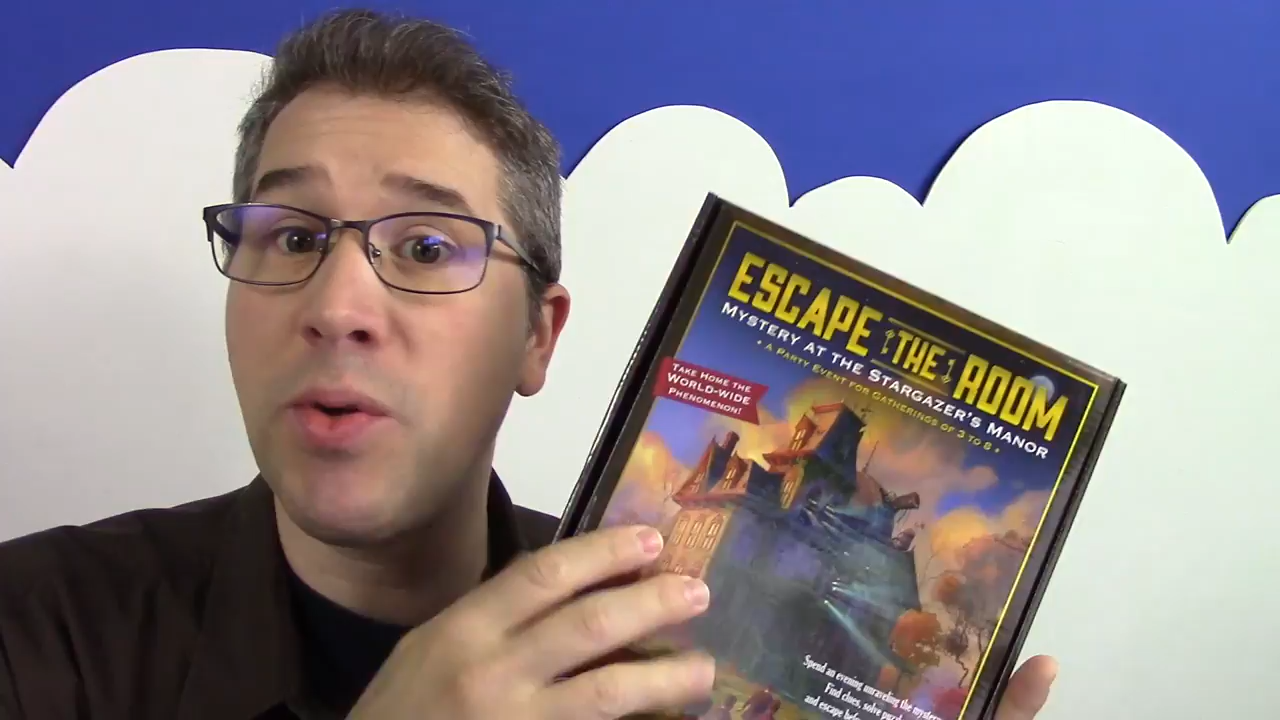 ESCAPE THE ROOM
MYSTERY AT THE STARGAZER'S MANOR
• A PARTY EVENT FOR GATHERINGS OF 3 TO 8 •
TAKE HOME THE
WORLD-WIDE
PHENOMENON!
Spend an evening unraveling the
Find clues, solve
and escape